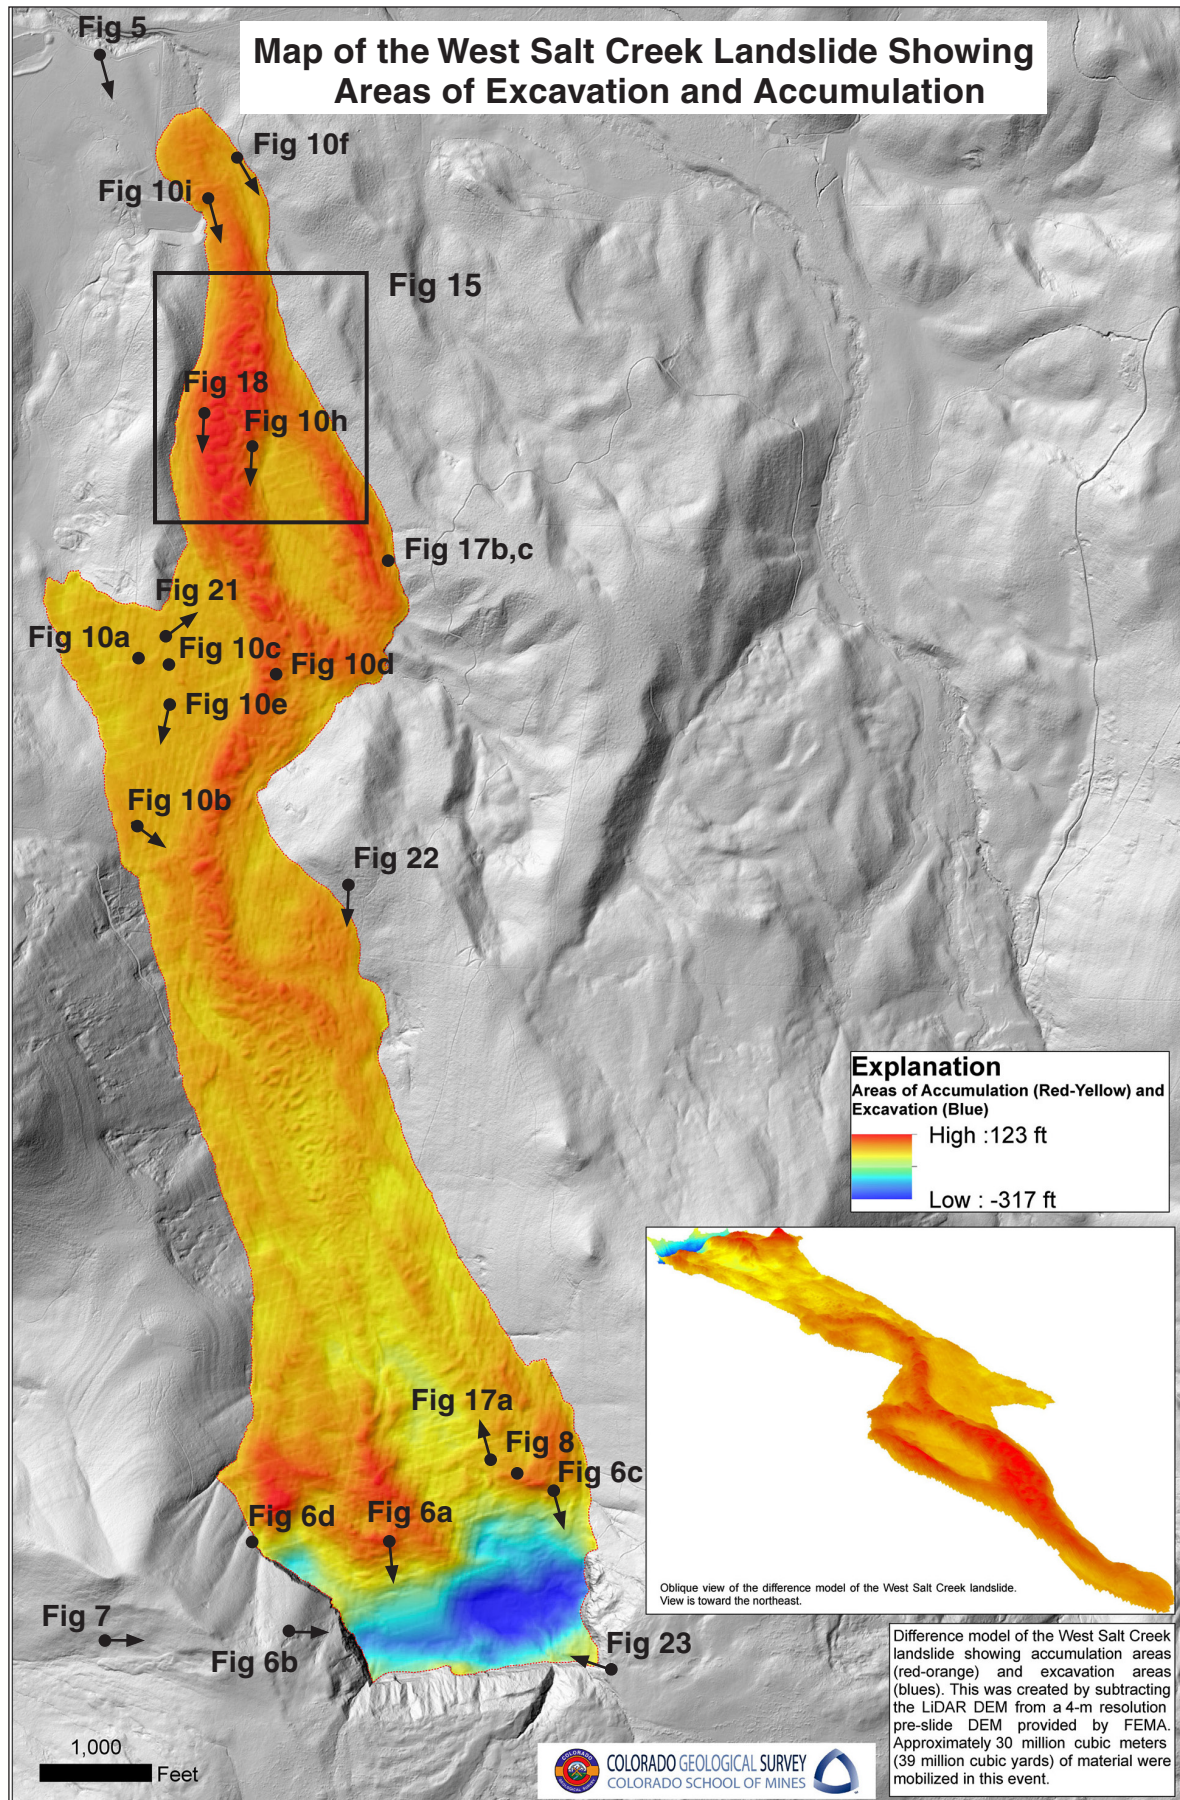 Map of the West Salt Creek Landslide Showing
Areas of Excavation and Accumulation
Fig 5
Fig 10f
Fig 10i
Fig 15
Fig 18
Fig 10h
Fig 17b,c
Fig 21
Fig 10a
Fig 10c
Fig 10d
Fig 10e
Fig 10b
Fig 22
Explanation
Areas of Accumulation (Red-Yellow) and
Excavation (Blue)
High :123 ft
Low : -317 ft
Fig 17a
Fig 8
Fig 6c
Fig 6d
Fig 6a
Fig 7
Fig 6b
Fig 23
Oblique view of the difference model of the West Salt Creek landslide.
View is toward the northeast.
Difference model of the West Salt Creek
landslide showing accumulation areas
(red-orange) and excavation areas
(blues). This was created by subtracting
the LiDAR DEM from a 4-m resolution
pre-slide DEM provided by FEMA.
Approximately 30 million cubic meters
(39 million cubic yards) of material were
mobilized in this event.
1,000
Feet
COLORADO
GEOLOGICAL SURVEY
COLORADO GEOLOGICAL SURVEY
COLORADO SCHOOL OF MINES